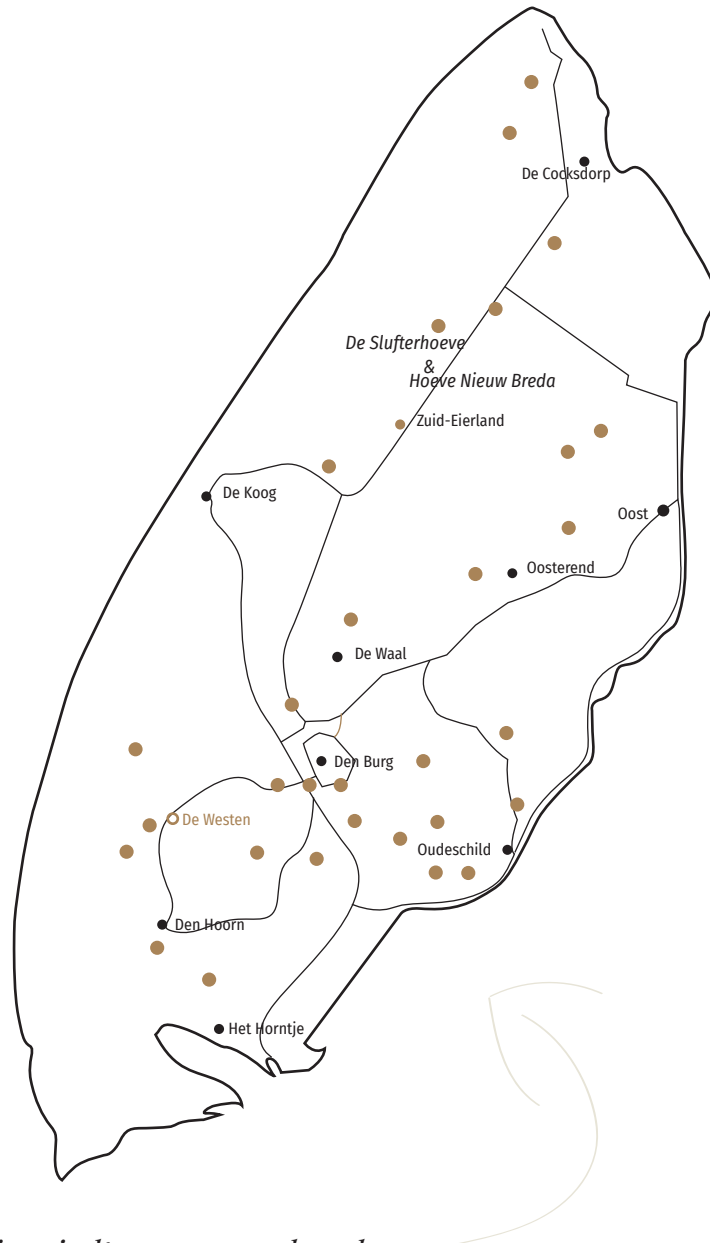 De Cocksdorp
De Slufterhoeve
&
Hoeve Nieuw Breda
Zuid-Eierland
De Koog
Oost
Oosterend
De Waal
Den Burg
De Westen
Oudeschild
Den Hoorn
Het Horntje